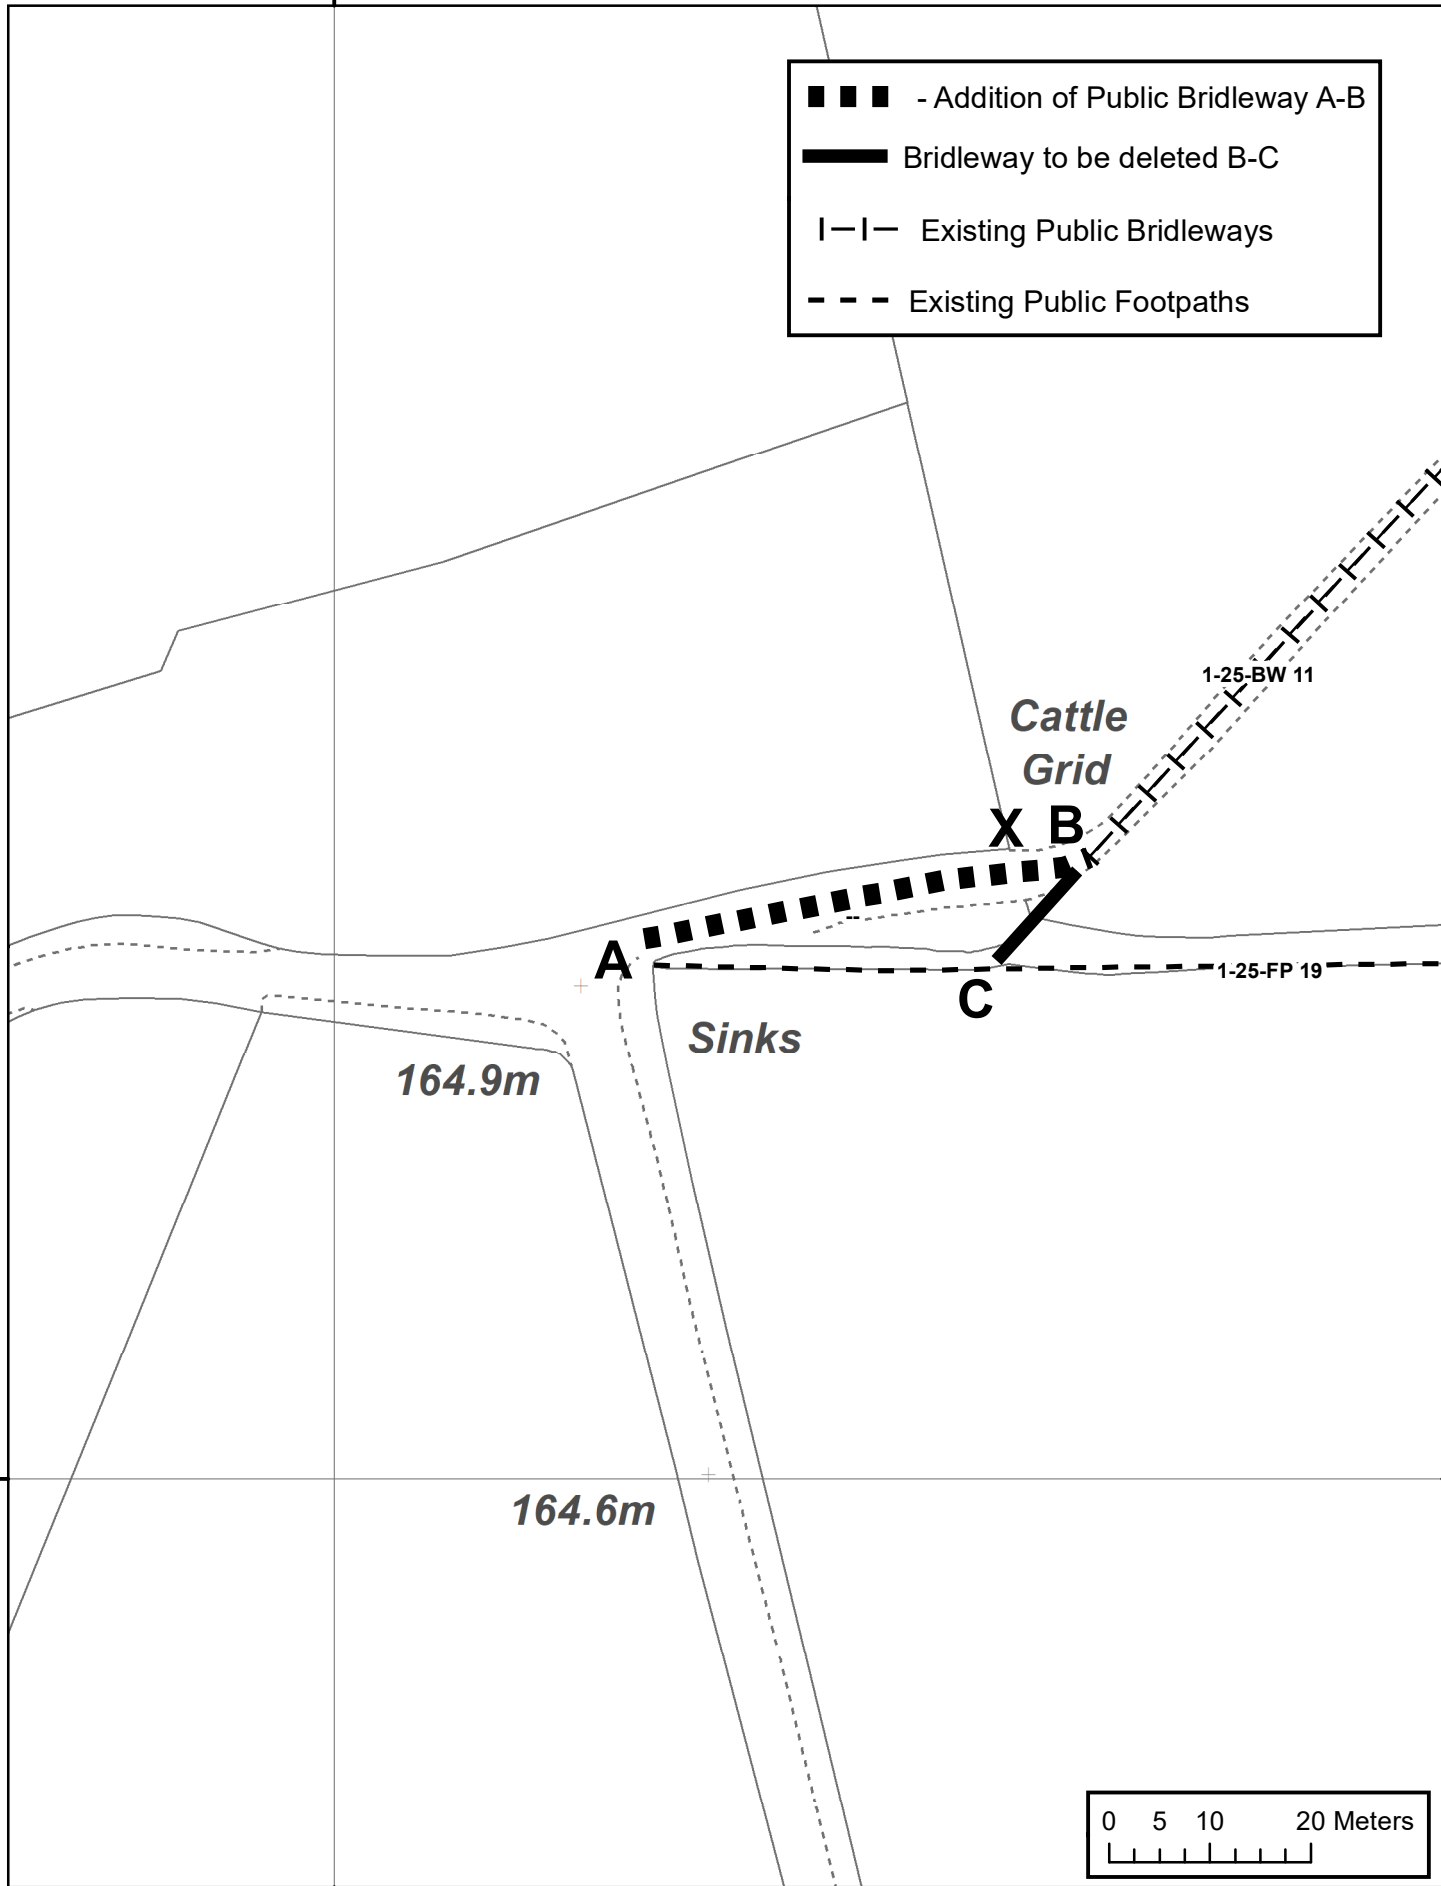 - Addition of Public Bridleway A-B
Bridleway to be deleted B-C
Existing Public Bridleways
Existing Public Footpaths
1-25-BW 11
Cattle
Grid
X B
A
1-25-FP 19
C
Sinks
164.9m
164.6m
0 5 10 20 Meters